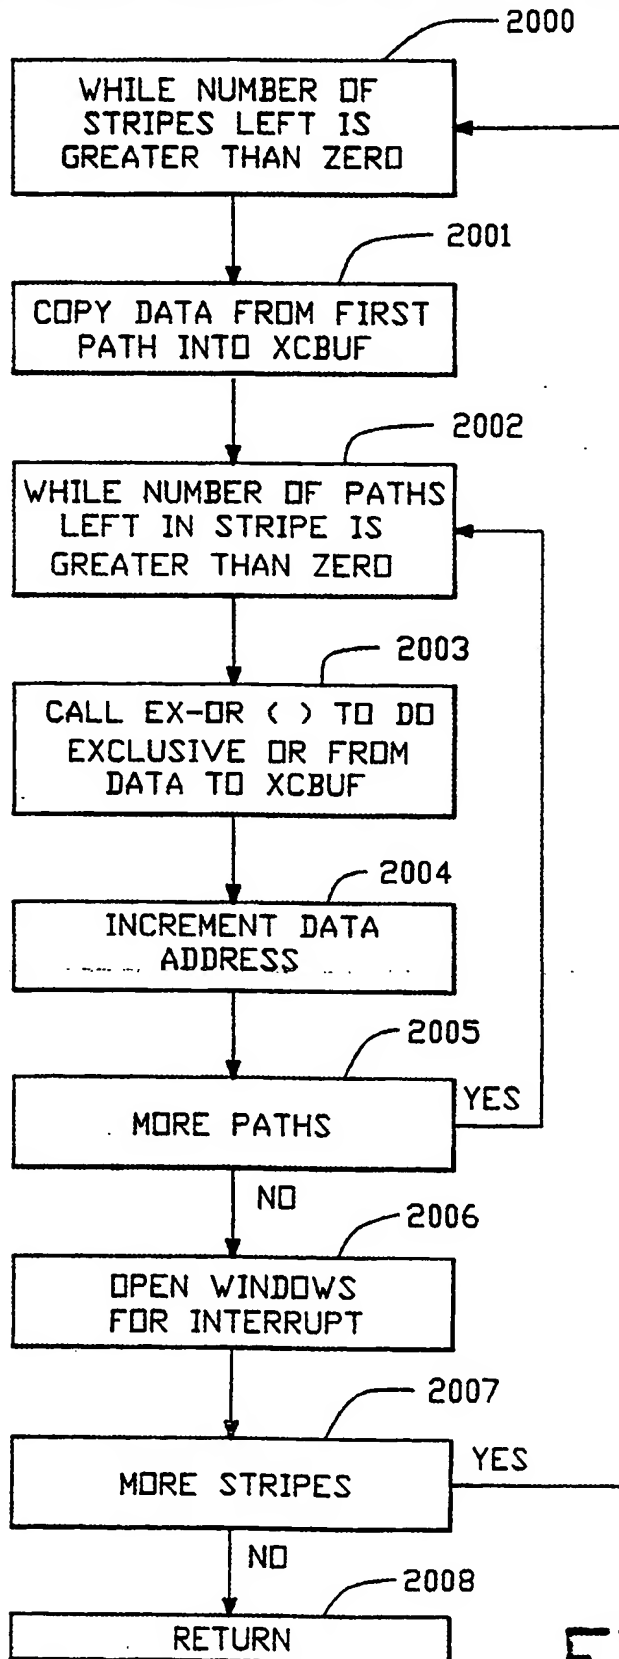 2000
WHILE NUMBER OF
STRIPES LEFT IS
GREATER THAN ZERO
2001
COPY DATA FROM FIRST
PATH INTO XCBUF
2002
WHILE NUMBER OF PATHS
LEFT IN STRIPE IS
GREATER THAN ZERO
2003
CALL EX-OR ( ) TO DO
EXCLUSIVE OR FROM
DATA TO XCBUF
2004
INCREMENT DATA
ADDRESS
2005
MORE PATHS
YES
NO
2006
OPEN WINDOWS
FOR INTERRUPT
2007
MORE STRIPES
YES
NO
2008
RETURN